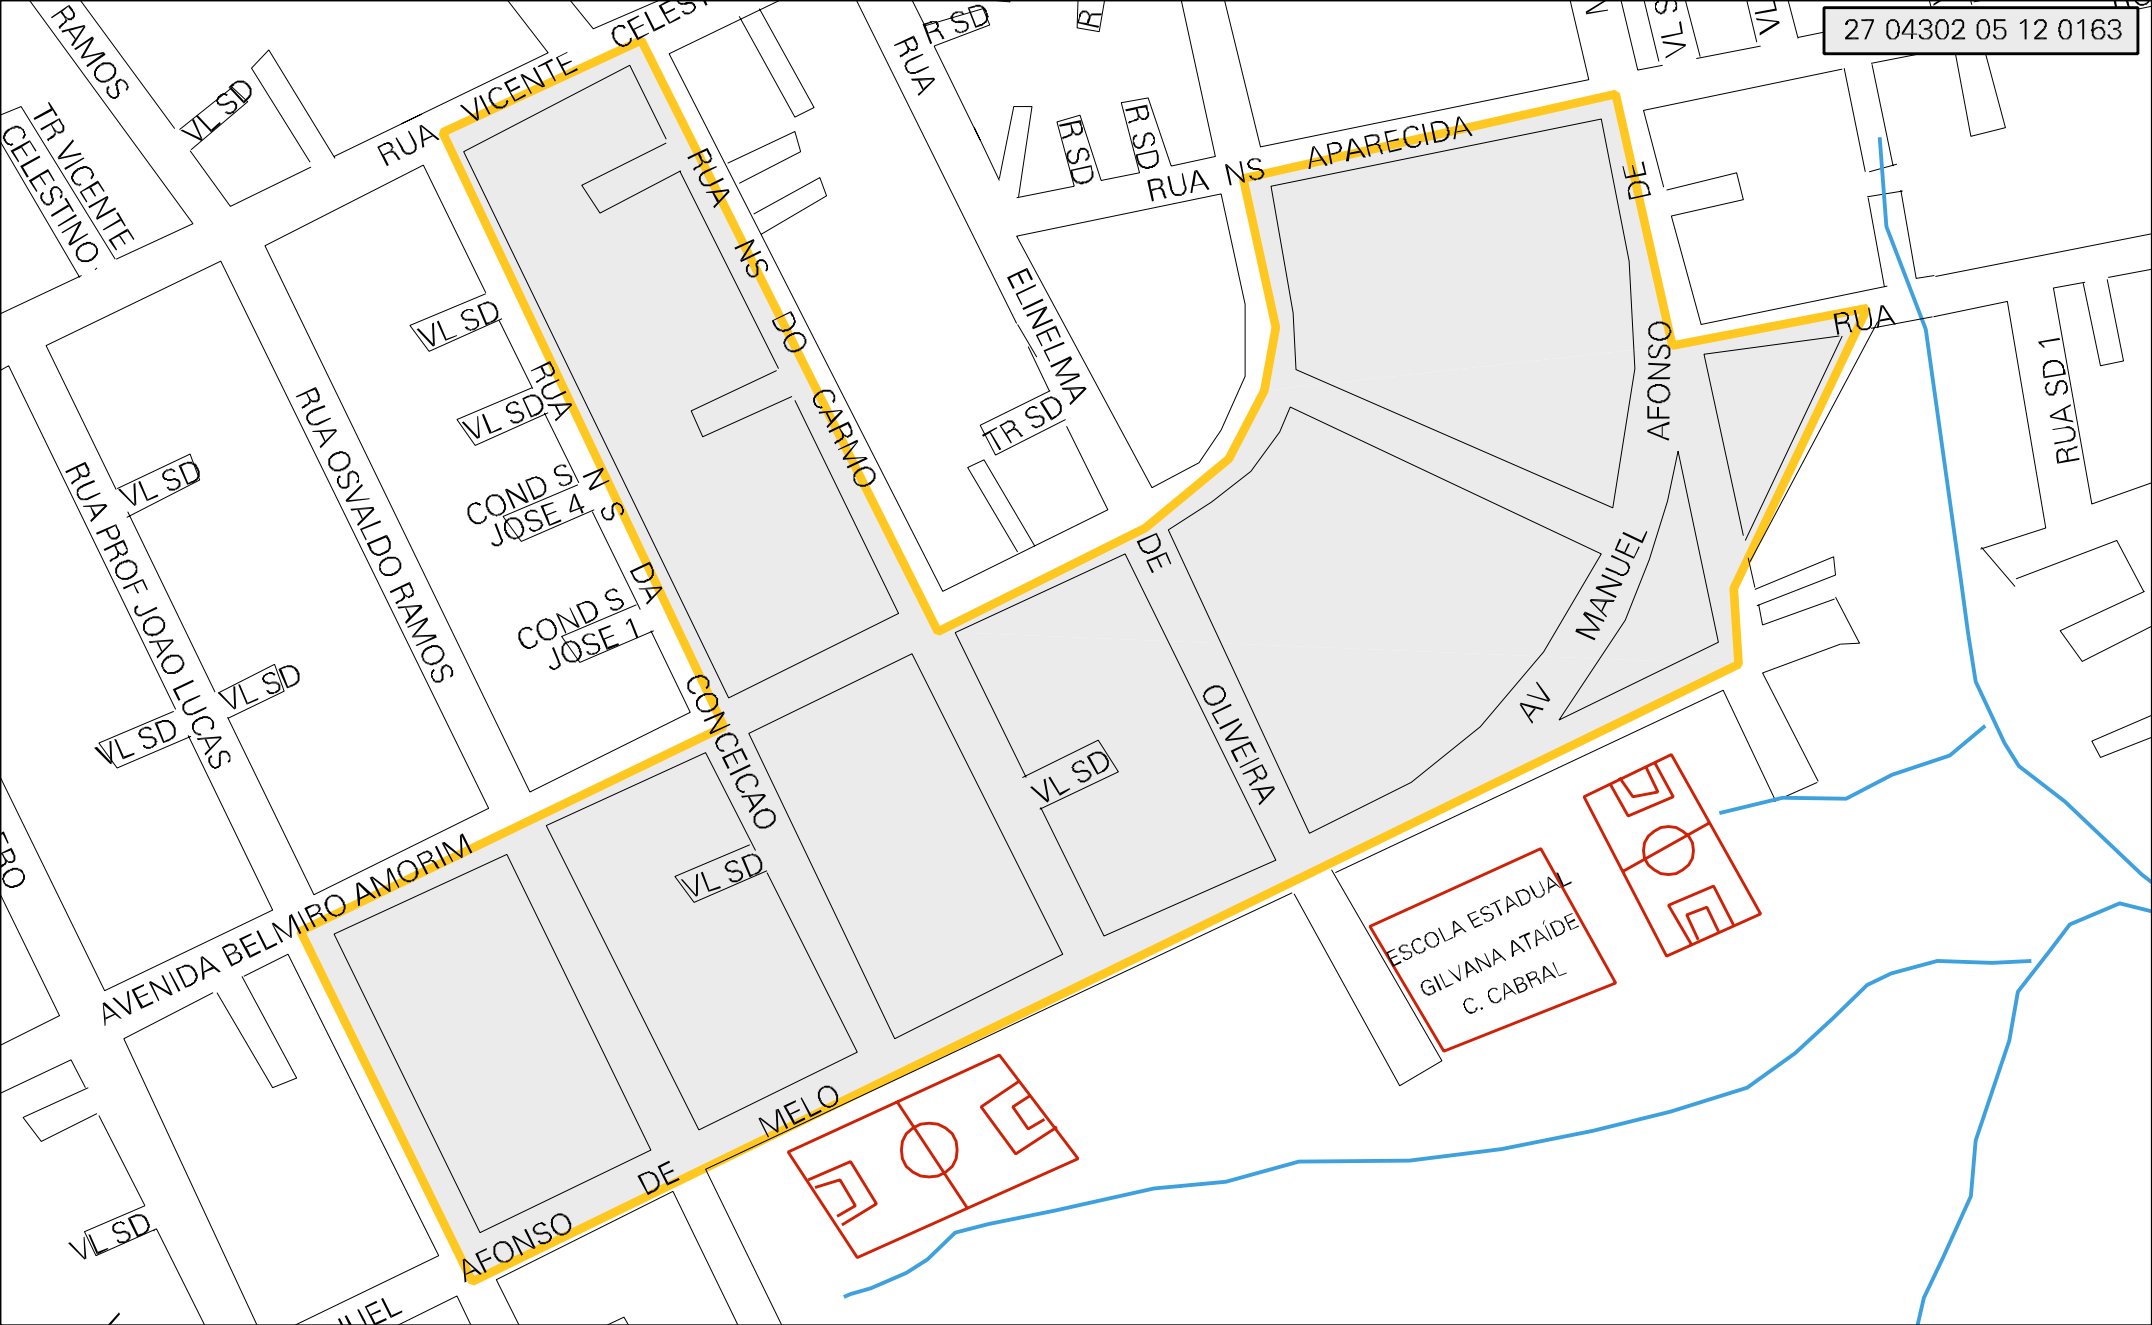 27 04302 05 12 0163
RAMOS
VL SD
TR VICENTE
CELESTINO
RUA VICENTE
R SD
RUA
R SD
R SD
RUA NS APARECIDA
RUA NS DO CARMO
DE
ELINELMA
TR SD
AFONSO
RUA
RUA SD 1
VL SD
VL SD
RUA N S DA CONCEICAO
COND S
JOSE 4
COND S
JOSE 1
RUA OSVALDO RAMOS
RUA PROF JOAO LUCAS
VL SD
VL SD
VL SD
DE OLIVEIRA
MANUEL
AV
VL SD
VL SD
AVENIDA BELMIRO AMORIM
ESCOLA ESTADUAL
GILVANA ATAÍDE
C. CABRAL
AFONSO DE MELO
VL SD